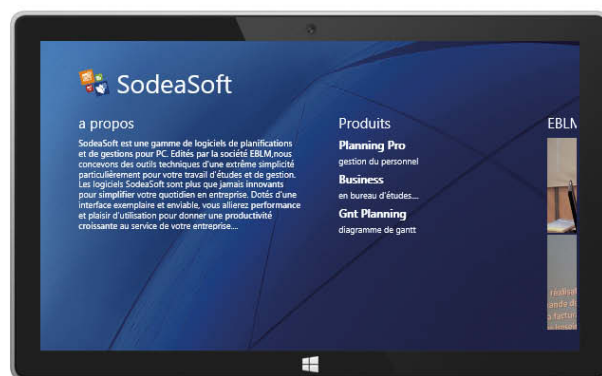 SodeaSoft
a propos
SodeaSoft est une gamme de logiciels de planifications
et de gestions pour PC. Edités par la société EBLM,nous
concevons des outils techniques d'une extrême simplicité
particulièrement pour votre travail d'études et de gestion.
Les logiciels SodeaSoft sont plus que jamais innovants
pour simplifier votre quotidien en entreprise. Dotés d'une
interface exemplaire et enviable, vous allierez performance
et plaisir d'utilisation pour donner une productivité
croissante au service de votre entreprise...
Produits
Planning Pro
gestion du personnel
Business
en bureau d'études...
Gnt Planning
diagramme de gantt
EBLM
réalisat
onde d
factur